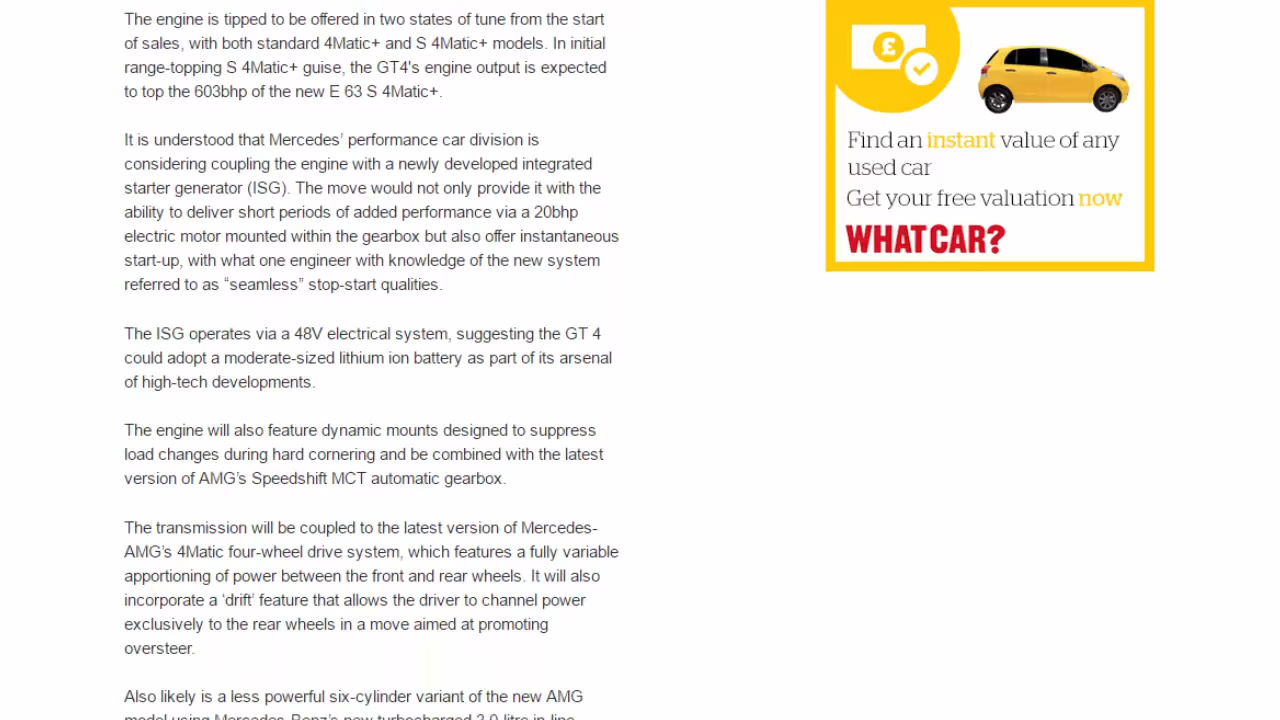 The engine is tipped to be offered in two states of tune from the start
of sales, with both standard 4Matic+ and S 4Matic+ models. In initial
range-topping S 4Matic+ guise, the GT4's engine output is expected
to top the 603bhp of the new E 63 S 4Matic+.
It is understood that Mercedes’ performance car division is
considering coupling the engine with a newly developed integrated
starter generator (ISG). The move would not only provide it with the
ability to deliver short periods of added performance via a 20bhp
electric motor mounted within the gearbox but also offer instantaneous
start-up, with what one engineer with knowledge of the new system
referred to as “seamless” stop-start qualities.
The ISG operates via a 48V electrical system, suggesting the GT 4
could adopt a moderate-sized lithium ion battery as part of its arsenal
of high-tech developments.
The engine will also feature dynamic mounts designed to suppress
load changes during hard cornering and be combined with the latest
version of AMG’s Speedshift MCT automatic gearbox.
The transmission will be coupled to the latest version of Mercedes-
AMG’s 4Matic four-wheel drive system, which features a fully variable
apportioning of power between the front and rear wheels. It will also
incorporate a ‘drift’ feature that allows the driver to channel power
exclusively to the rear wheels in a move aimed at promoting
oversteer.
Also likely is a less powerful six-cylinder variant of the new AMG
model using Mercedes-Benz’s new turbocharged 3.0-litre in-line
£
Find an instant value of any
used car
Get your free valuation now
WHAT CAR?